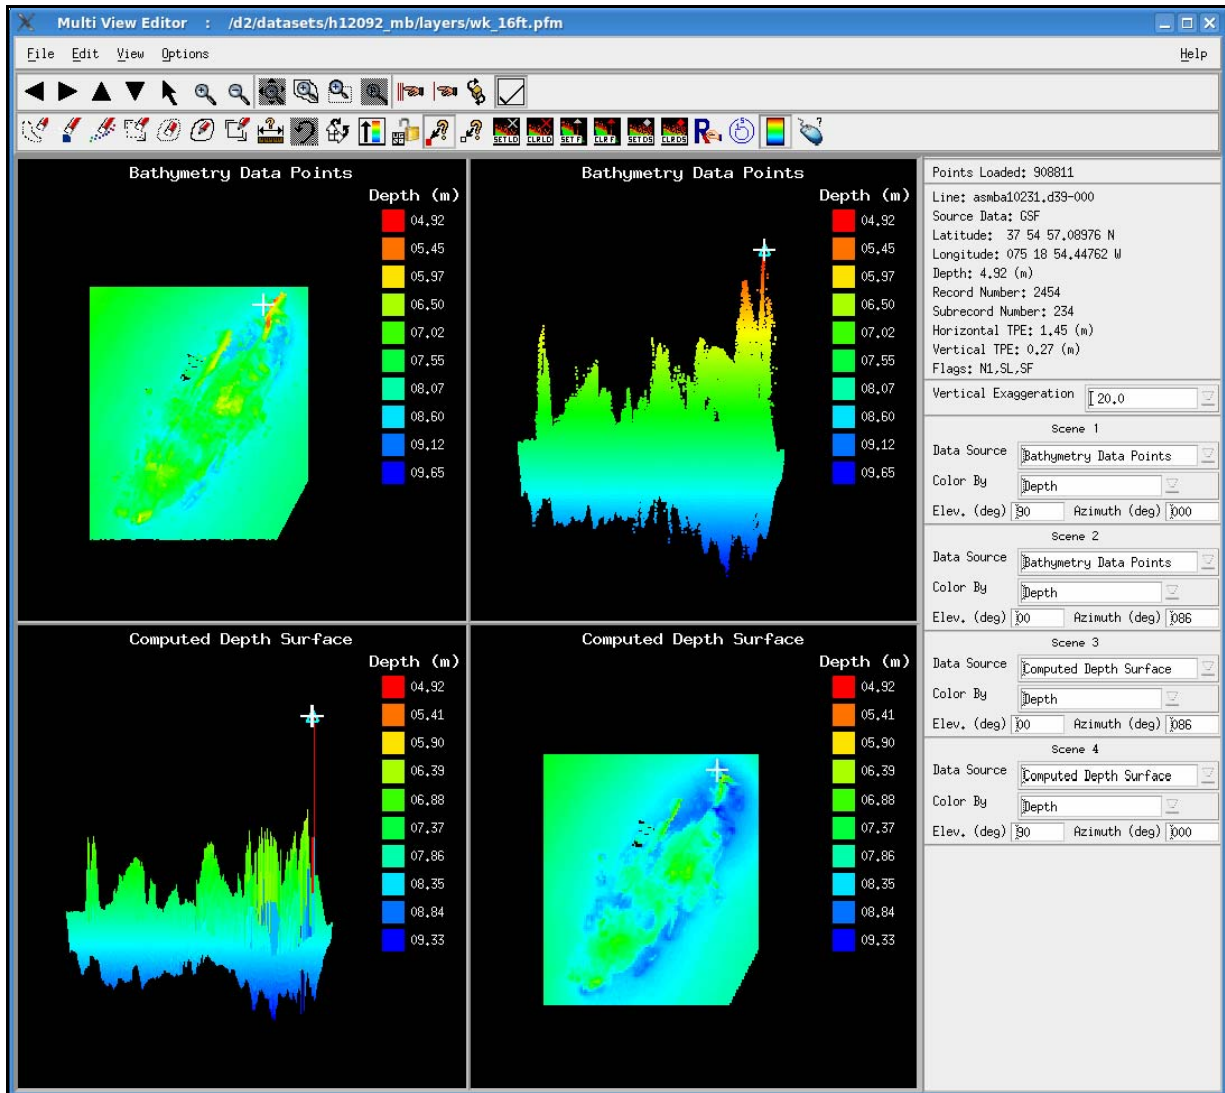 Multi View Editor : /d2/datasets/h12092_mb/layers/wk_16ft.pfm
File Edit View Options Help
SET LD CLR LD SET F. CLR F. SET DS CLR DS R
Bathymetry Data Points
Depth (m)
04.92
05.45
05.97
06.50
07.02
07.55
08.07
08.60
09.12
09.65
Bathymetry Data Points
Depth (m)
04.92
05.45
05.97
06.50
07.02
07.55
08.07
08.60
09.12
09.65
Computed Depth Surface
Depth (m)
04.92
05.41
05.90
06.39
06.88
07.37
07.86
08.35
08.84
09.33
Computed Depth Surface
Depth (m)
04.92
05.41
05.90
06.39
06.88
07.37
07.86
08.35
08.84
09.33
Points Loaded: 908811
Line: asmba10231.d39-000
Source Data: GSF
Latitude: 37 54 57.08976 N
Longitude: 075 18 54.44762 W
Depth: 4.92 (m)
Record Number: 2454
Subrecord Number: 234
Horizontal TPE: 1.45 (m)
Vertical TPE: 0.27 (m)
Flags: N1,SL,SF
Vertical Exaggeration 20.0
Scene 1
Data Source Bathymetry Data Points
Color By Depth
Elev. (deg) 90 Azimuth (deg) 000
Scene 2
Data Source Bathymetry Data Points
Color By Depth
Elev. (deg) 00 Azimuth (deg) 086
Scene 3
Data Source Computed Depth Surface
Color By Depth
Elev. (deg) 00 Azimuth (deg) 086
Scene 4
Data Source Computed Depth Surface
Color By Depth
Elev. (deg) 90 Azimuth (deg) 000